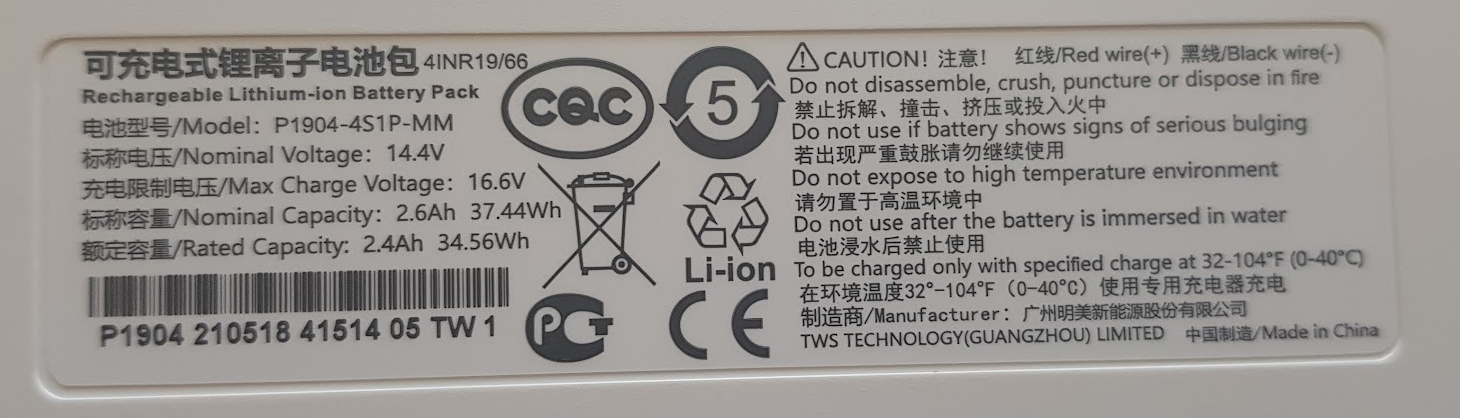 可充电式锂离子电池包 4INR19/66
Rechargeable Lithium-ion Battery Pack
电池型号/Model: P1904-4S1P-MM
标称电压/Nominal Voltage: 14.4V
充电限制电压/Max Charge Voltage: 16.6V
标称容量/Nominal Capacity: 2.6Ah 37.44Wh
额定容量/Rated Capacity: 2.4Ah 34.56Wh
P1904 210518 41514 05 TW 1
CQC
5
Li-ion
PCT
CE
CAUTION! 注意! 红线/Red wire(+) 黑线/Black wire(-)
Do not disassemble, crush, puncture or dispose in fire
禁止拆解、撞击、挤压或投入火中
Do not use if battery shows signs of serious bulging
若出现严重鼓胀请勿继续使用
Do not expose to high temperature environment
请勿置于高温环境中
Do not use after the battery is immersed in water
电池浸水后禁止使用
To be charged only with specified charge at 32-104°F (0-40°C)
在环境温度32°-104°F（0-40°C）使用专用充电器充电
制造商/Manufacturer: 广州明美新能源股份有限公司
TWS TECHNOLOGY(GUANGZHOU) LIMITED 中国制造/Made in China